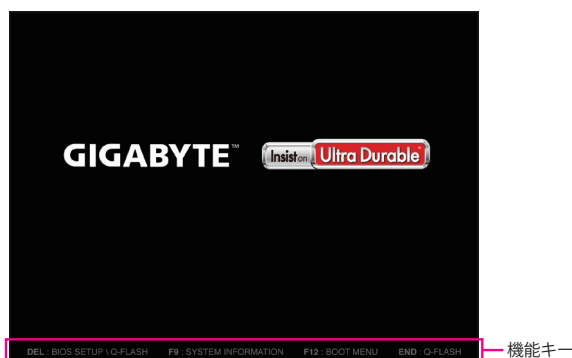 GIGABYTE™ Insist on Ultra Durable™
DEL : BIOS SETUP \ Q-FLASH F9 : SYSTEM INFORMATION F12 : BOOT MENU END : Q-FLASH
機能キー